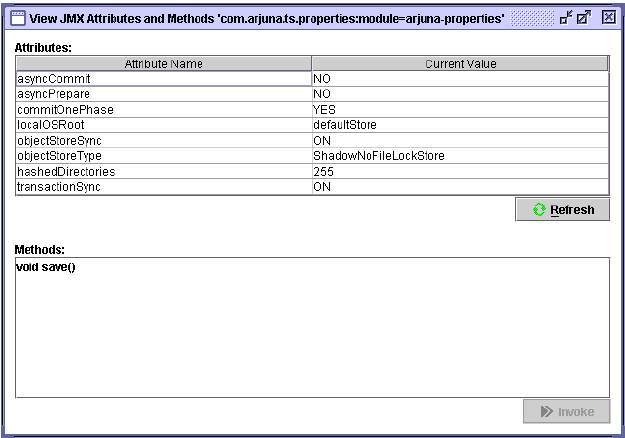 View JMX Attributes and Methods 'com.arjuna.ts.properties:module=arjuna-properties'
Attributes:
Attribute Name Current Value
asyncCommit NO
asyncPrepare NO
commitOnePhase YES
localOSRoot defaultStore
objectStoreSync ON
objectStoreType ShadowNoFileLockStore
hashedDirectories 255
transactionSync ON
Refresh
Methods:
void save()
Invoke